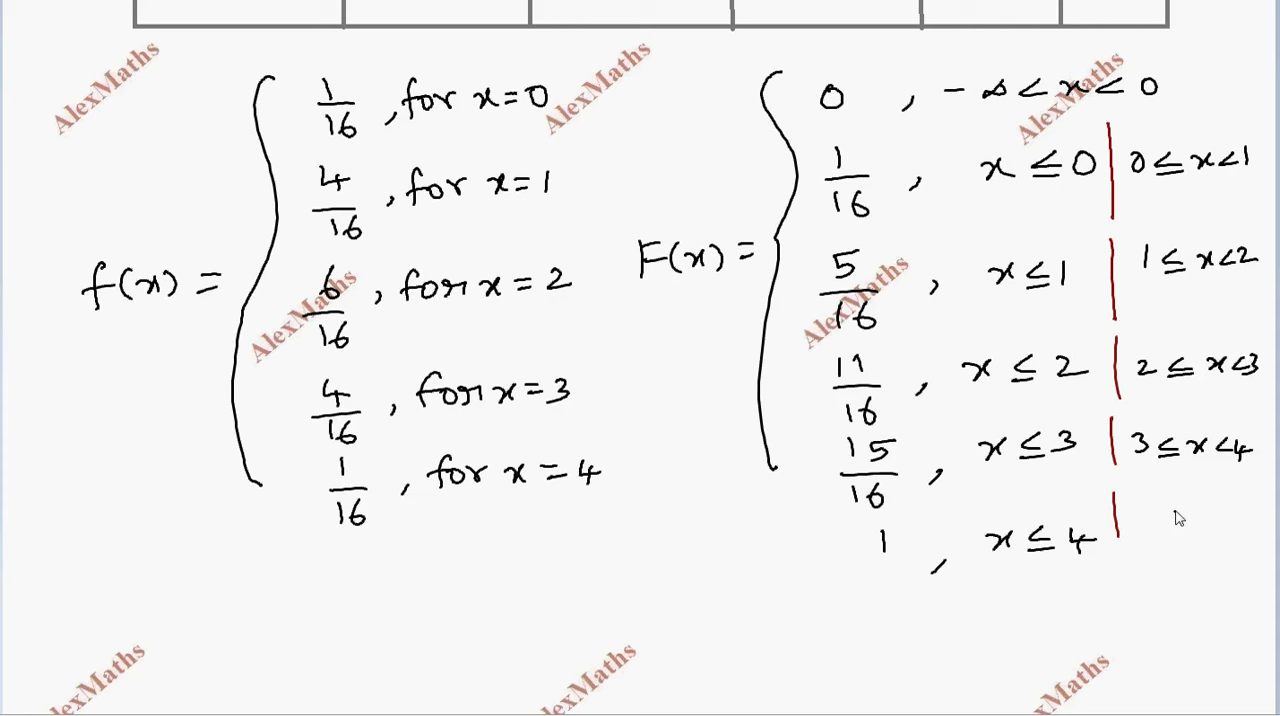 AlexMaths AlexMaths AlexMaths
f(x) =
1/16 , for x=0
4/16 , for x=1
6/16 , for x=2
4/16 , for x=3
1/16 , for x=4
F(x) =
0 , -∞<x<0
1/16 , x≤0 | 0≤x<1
5/16 , x≤1 | 1≤x<2
11/16 , x≤2 | 2≤x<3
15/16 , x≤3 | 3≤x<4
1 , x≤4 |
AlexMaths AlexMaths
AlexMaths AlexMaths AlexMaths